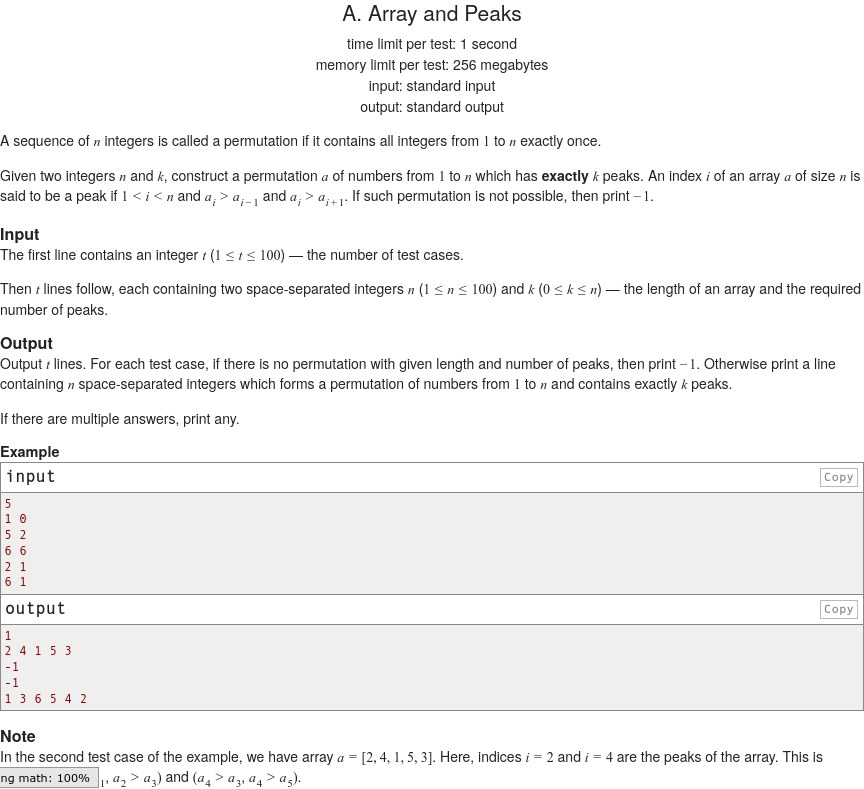 A. Array and Peaks
time limit per test: 1 second
memory limit per test: 256 megabytes
input: standard input
output: standard output
A sequence of n integers is called a permutation if it contains all integers from 1 to n exactly once.
Given two integers n and k, construct a permutation a of numbers from 1 to n which has exactly k peaks. An index i of an array a of size n is
said to be a peak if 1 < i < n and a_i > a_{i−1} and a_i > a_{i+1}. If such permutation is not possible, then print −1.
Input
The first line contains an integer t (1 ≤ t ≤ 100) — the number of test cases.
Then t lines follow, each containing two space-separated integers n (1 ≤ n ≤ 100) and k (0 ≤ k ≤ n) — the length of an array and the required
number of peaks.
Output
Output t lines. For each test case, if there is no permutation with given length and number of peaks, then print −1. Otherwise print a line
containing n space-separated integers which forms a permutation of numbers from 1 to n and contains exactly k peaks.
If there are multiple answers, print any.
Example
input Copy
5
1 0
5 2
6 6
2 1
6 1
output Copy
1
2 4 1 5 3
-1
-1
1 3 6 5 4 2
Note
In the second test case of the example, we have array a = [2, 4, 1, 5, 3]. Here, indices i = 2 and i = 4 are the peaks of the array. This is
ng math: 100% 1, a_2 > a_3) and (a_4 > a_3, a_4 > a_5).